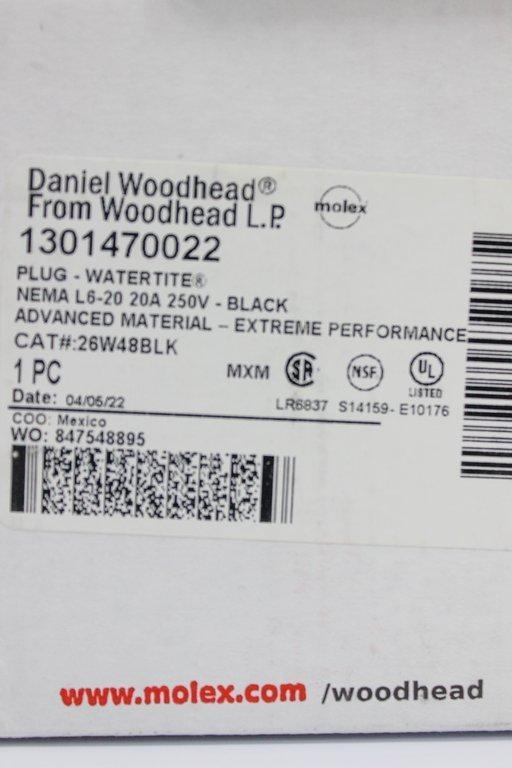 Daniel Woodhead®
From Woodhead L.P. molex
1301470022
PLUG - WATERTITE®
NEMA L6-20 20A 250V - BLACK
ADVANCED MATERIAL – EXTREME PERFORMANCE
CAT#:26W48BLK
1 PC MXM SA NSF® UL
LISTED
Date: 04/05/22 LR6837 S14159- E10176
COO: Mexico
WO: 847548895
www.molex.com /woodhead